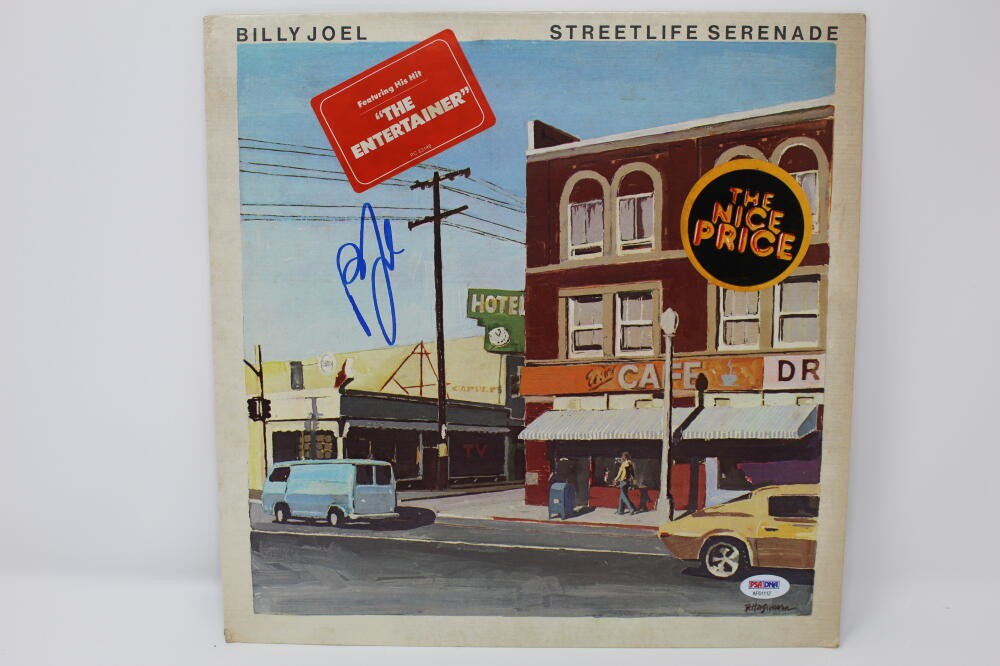 BILLY JOEL
STREETLIFE SERENADE
Featuring His Hit
"THE
ENTERTAINER"
THE
NICE
PRICE
HOTEL
CAFE
DR
TV
PSA DNA